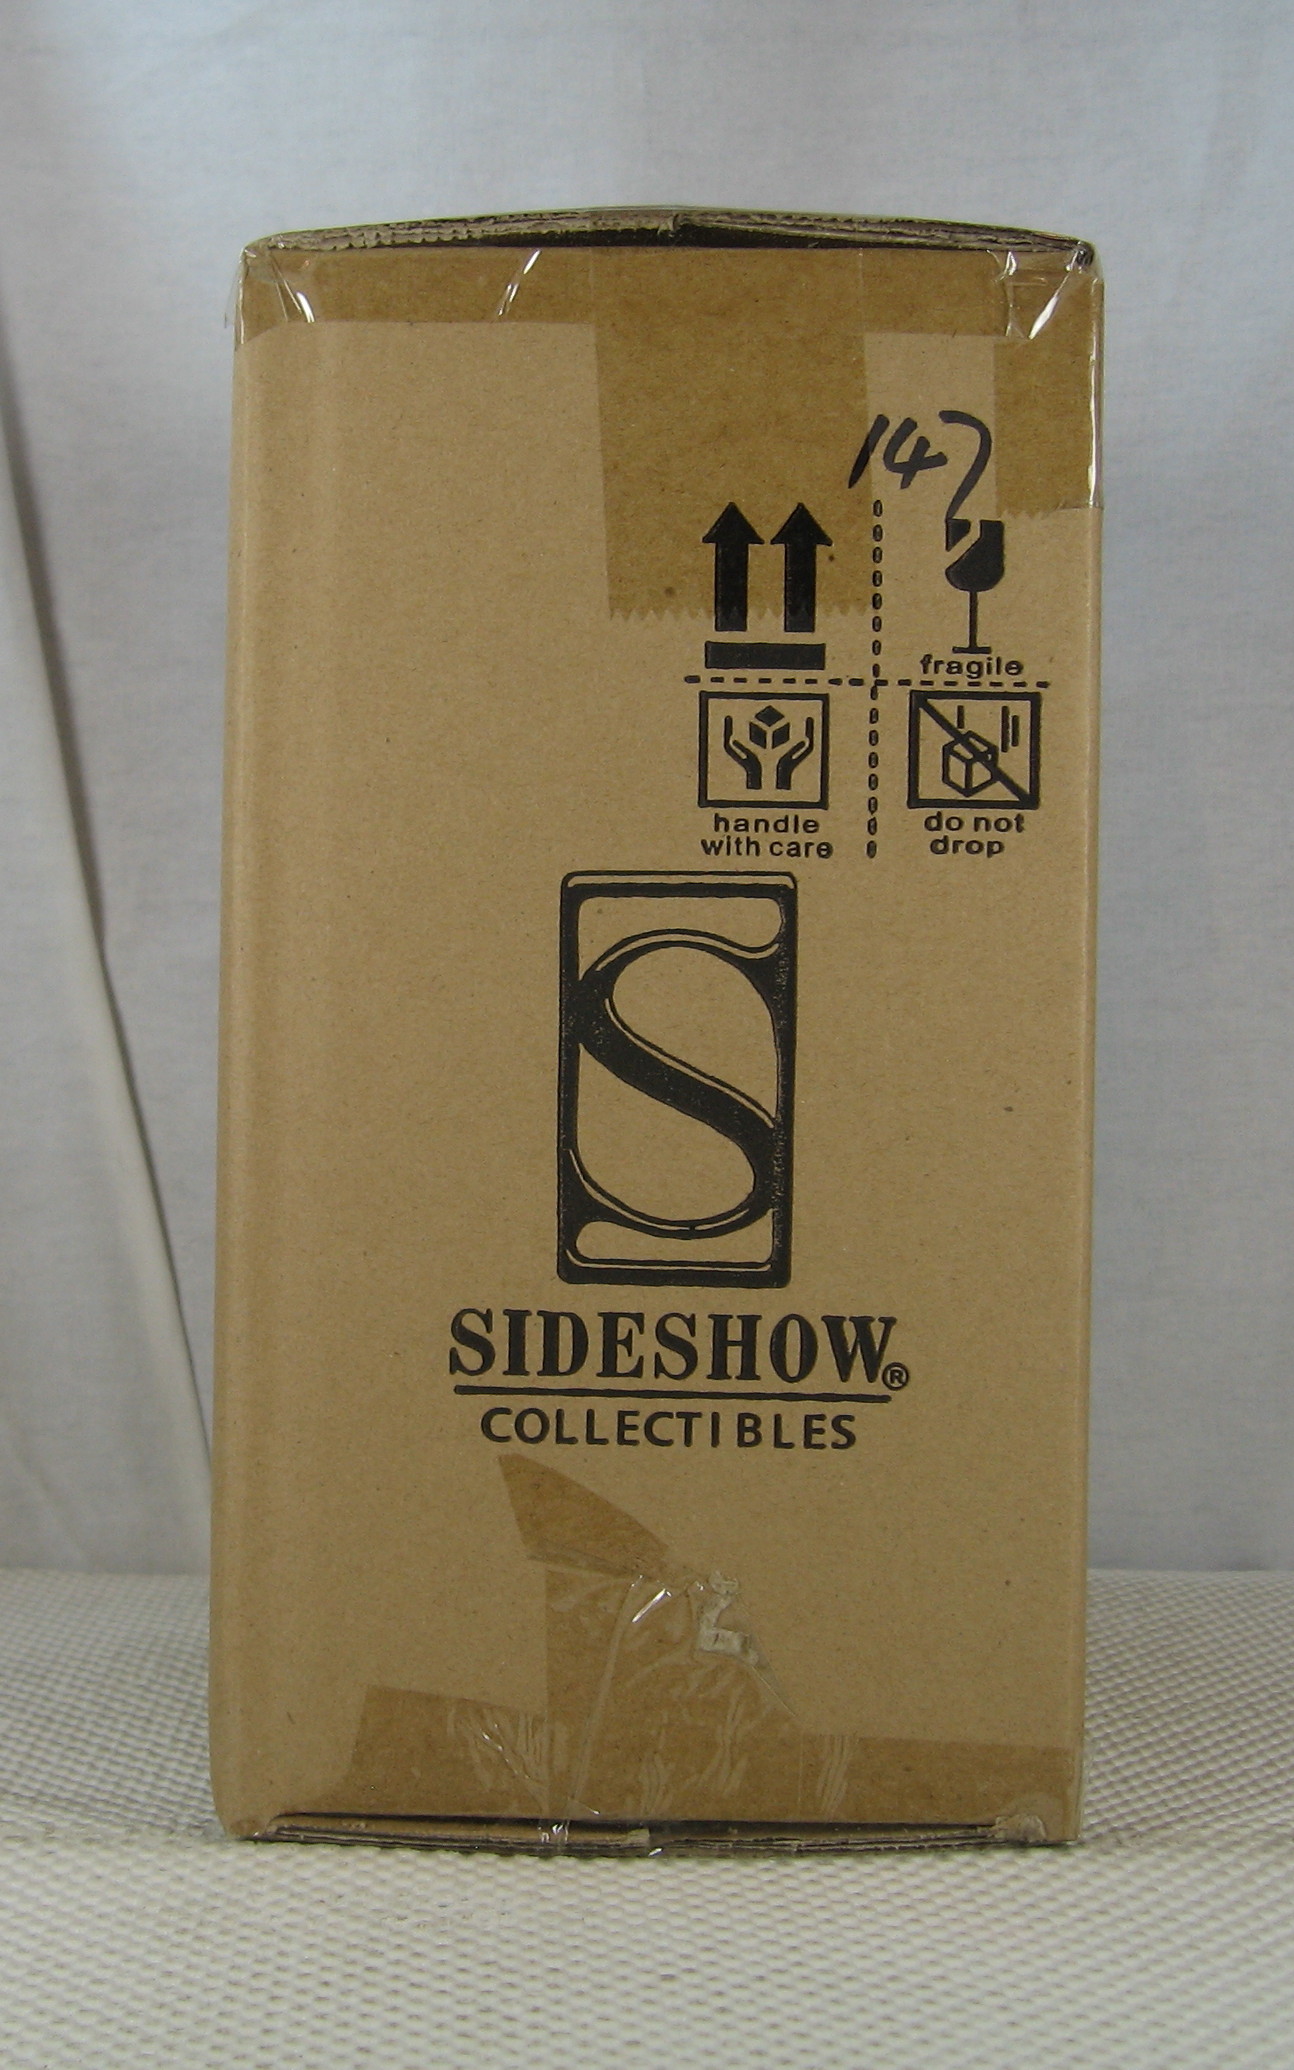 147
fragile
handle
with care
do not
drop
S
SIDESHOW®
COLLECTIBLES